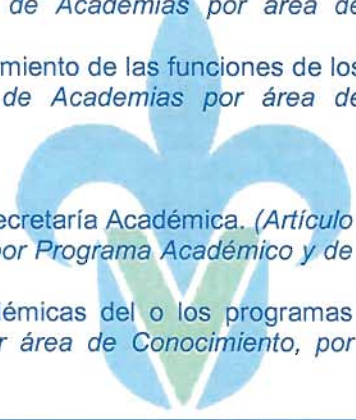 de Academias por área de
miento de las funciones de los
de Academias por área de
ecretaría Académica. (Artículo
por Programa Académico y de
démicas del o los programas
r área de Conocimiento, por